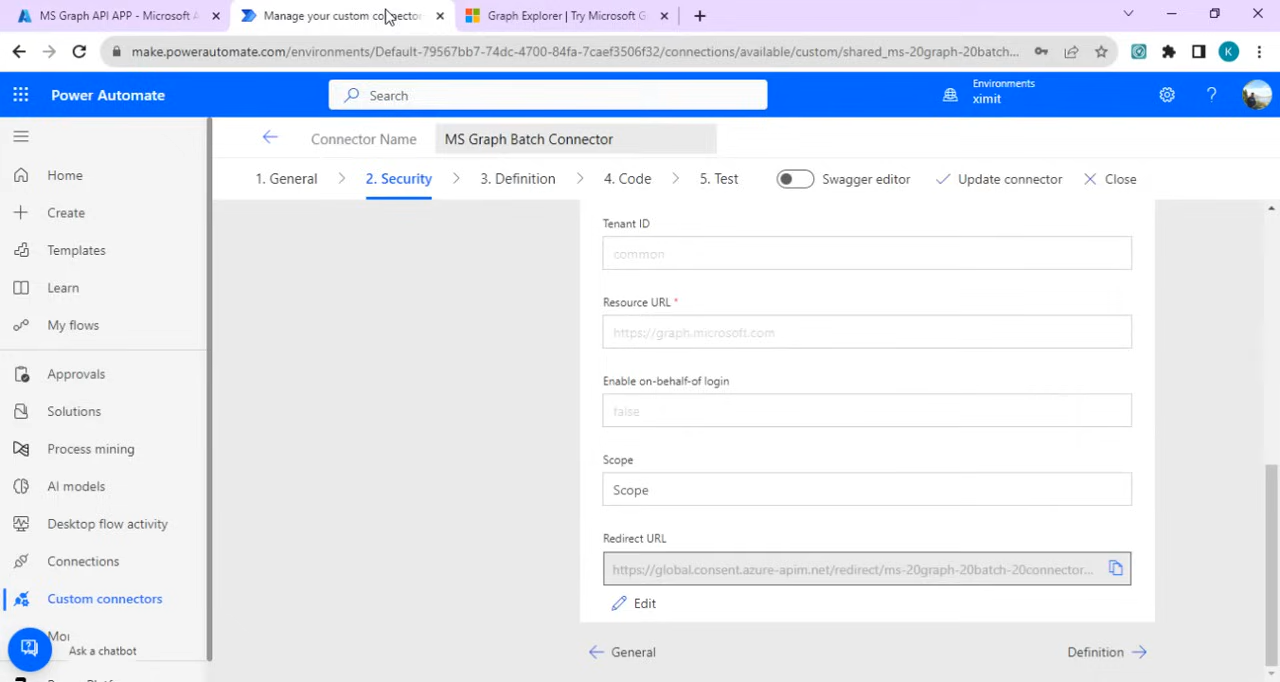 MS Graph API APP - Microsoft A
Manage your custom connector
Graph Explorer | Try Microsoft G
make.powerautomate.com/environments/Default-79567bb7-74dc-4700-84fa-7caef3506f32/connections/available/custom/shared_ms-20graph-20batch...
K
Power Automate
Search
Environments
ximit
Connector Name
MS Graph Batch Connector
1. General
2. Security
3. Definition
4. Code
5. Test
Swagger editor
Update connector
Close
Home
Create
Templates
Learn
My flows
Approvals
Solutions
Process mining
AI models
Desktop flow activity
Connections
Custom connectors
Ask a chatbot
Tenant ID
common
Resource URL *
https://graph.microsoft.com
Enable on-behalf-of login
false
Scope
Scope
Redirect URL
https://global.consent.azure-apim.net/redirect/ms-20graph-20batch-20connector...
Edit
General
Definition